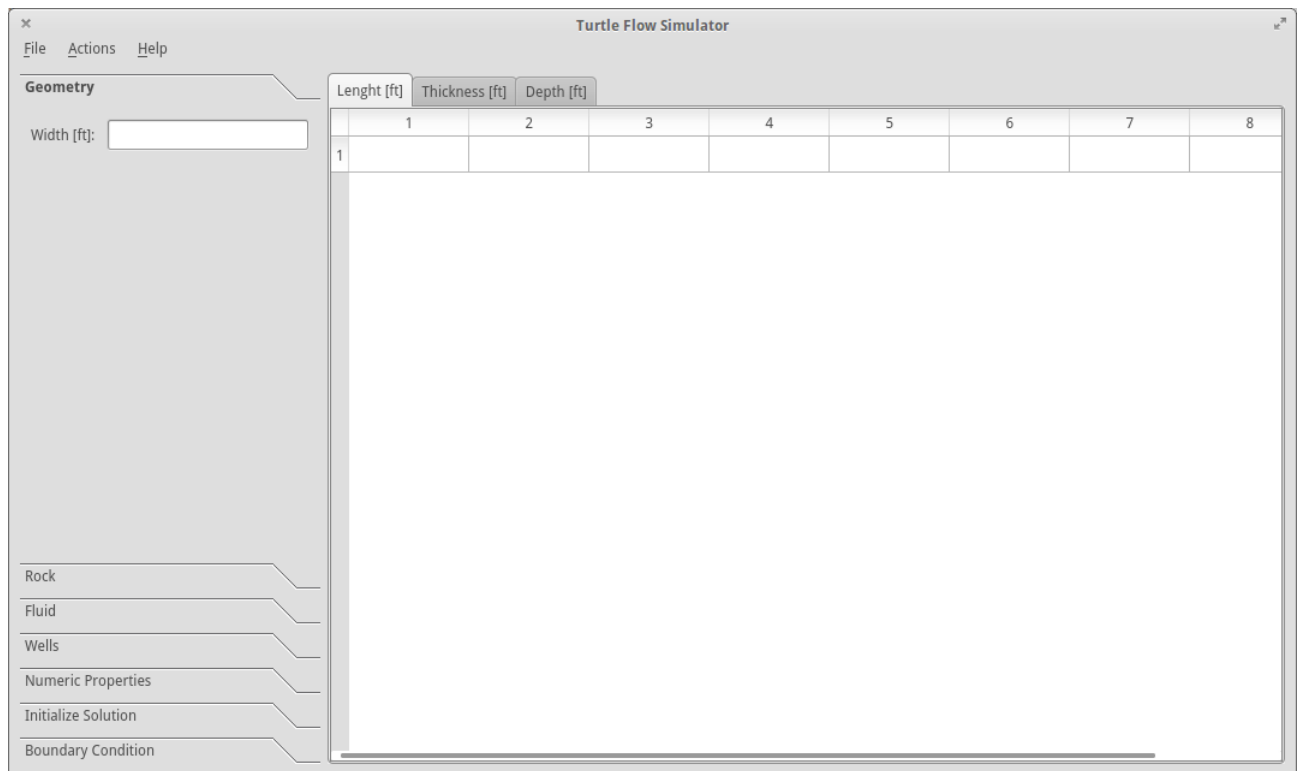 Turtle Flow Simulator
File Actions Help
Geometry
Width [ft]:
Lenght [ft] Thickness [ft] Depth [ft]
1 2 3 4 5 6 7 8
1
Rock
Fluid
Wells
Numeric Properties
Initialize Solution
Boundary Condition